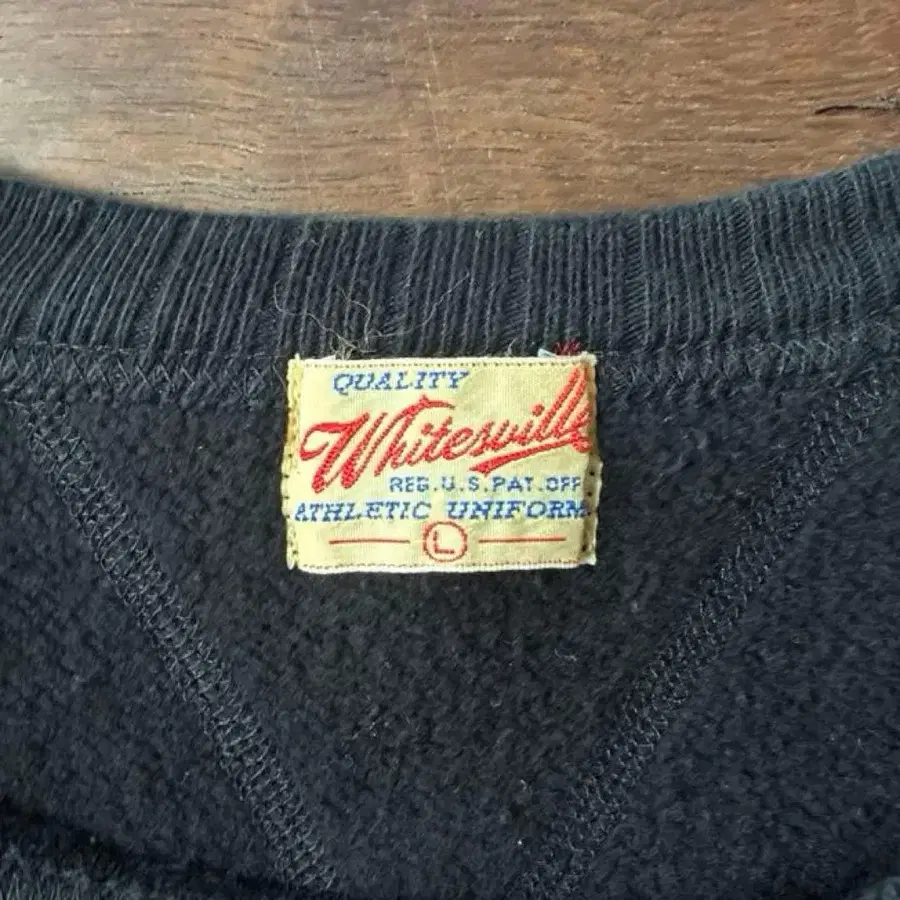 QUALITY
Whitesville
REG.U.S.PAT.OFF
ATHLETIC UNIFORM
L